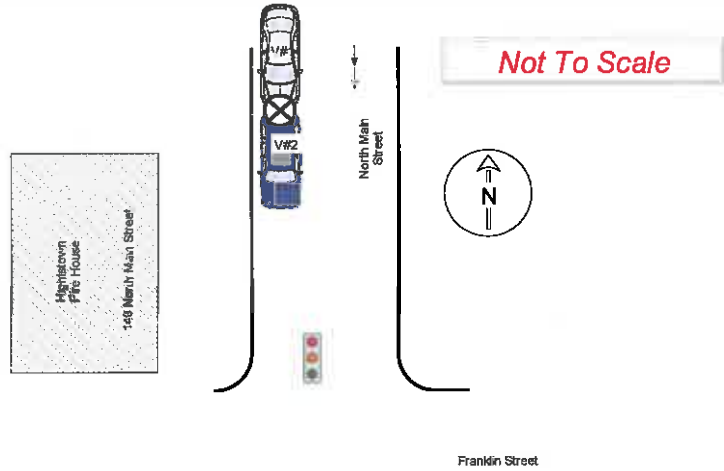 V#
Not To Scale
V#2
North Main
Street
N
Hightstown
Fire House
140 North Main Street
Franklin Street